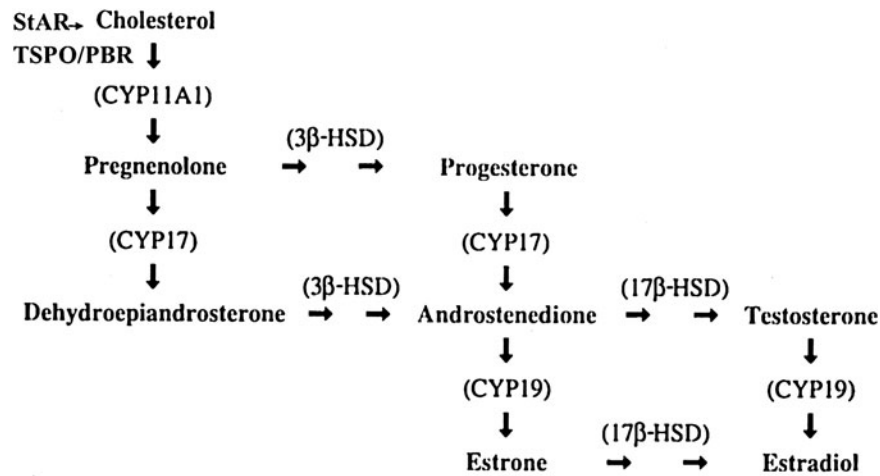 StAR→ Cholesterol
TSPO/PBR ↓
(CYP11A1)
(3β-HSD)
Pregnenolone → → Progesterone
(CYP17) (CYP17)
(3β-HSD) (17β-HSD)
Dehydroepiandrosterone → → Androstenedione → → Testosterone
(CYP19) (CYP19)
(17β-HSD)
Estrone → → Estradiol